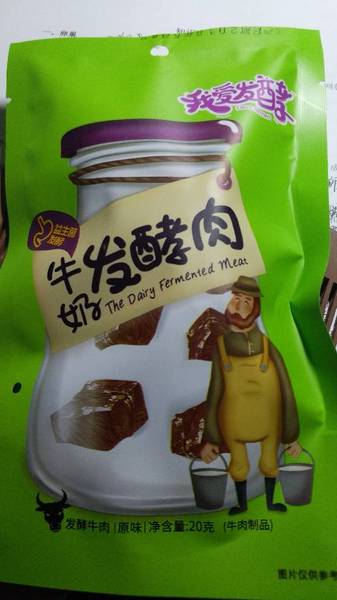 我爱发酵
益生菌
发酵
牛奶
发酵肉
The Dairy Fermented Meat
发酵牛肉|原味|净含量:20克 (牛肉制品)
图片仅供参考